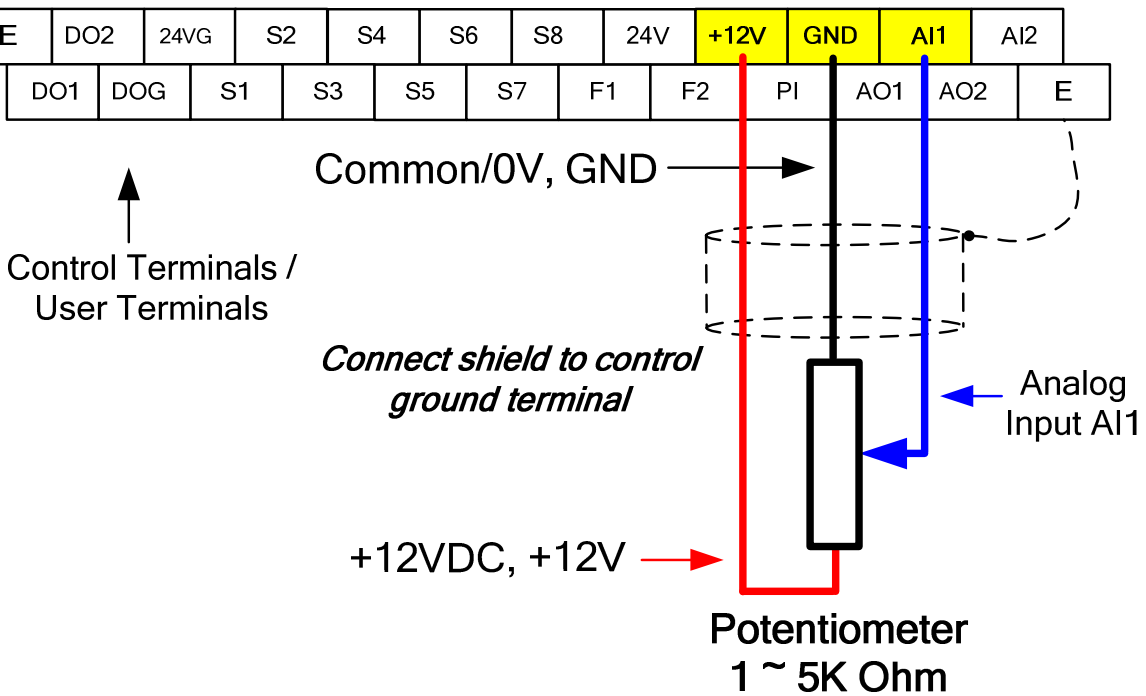 E DO2 24VG S2 S4 S6 S8 24V +12V GND AI1 AI2
DO1 DOG S1 S3 S5 S7 F1 F2 PI AO1 AO2 E
Common/0V, GND
Control Terminals /
User Terminals
Connect shield to control
ground terminal
Analog
Input AI1
+12VDC, +12V
Potentiometer
1 ~ 5K Ohm